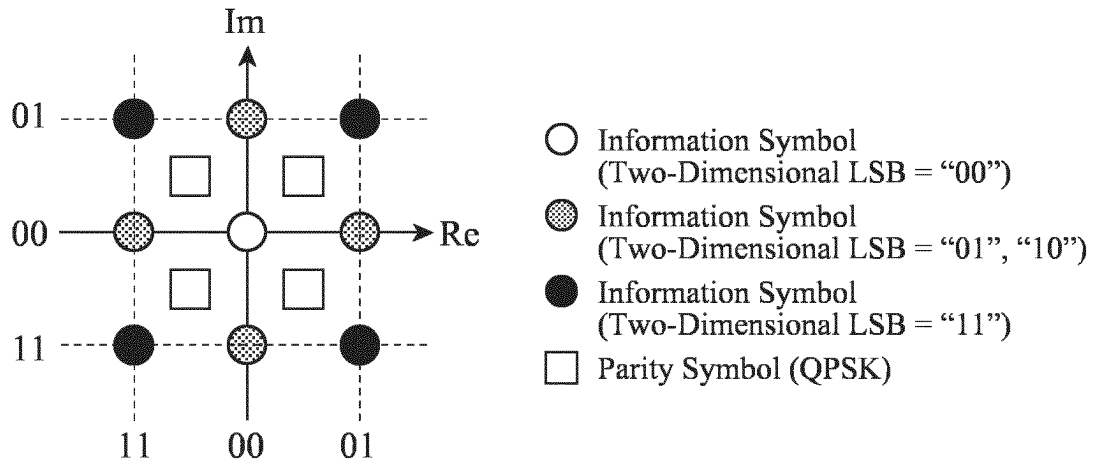 Im
01
00
11
Re
11 00 01
Information Symbol
(Two-Dimensional LSB = “00”)
Information Symbol
(Two-Dimensional LSB = “01”, “10”)
Information Symbol
(Two-Dimensional LSB = “11”)
Parity Symbol (QPSK)